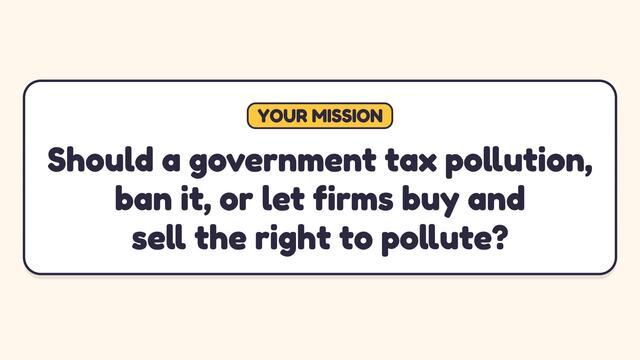 YOUR MISSION
Should a government tax pollution,
ban it, or let firms buy and
sell the right to pollute?